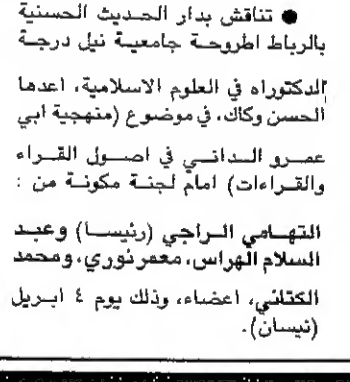 ● تناقش بدار الحديث الحسنية
بالرباط اطروحة جامعية نيل درجة
الدكتوراه في العلوم الاسلامية، اعدها
الحسن وكاك، في موضوع (منهجية ابي
عمرو الداني في اصول القراء
والقراءات) امام لجنة مكونة من :
التهامي الراجي (رئيسا) وعبد
السلام الهراس، معمر نوري، ومحمد
الكتاني، اعضاء، وذلك يوم ٤ ابريل
(نيسان).